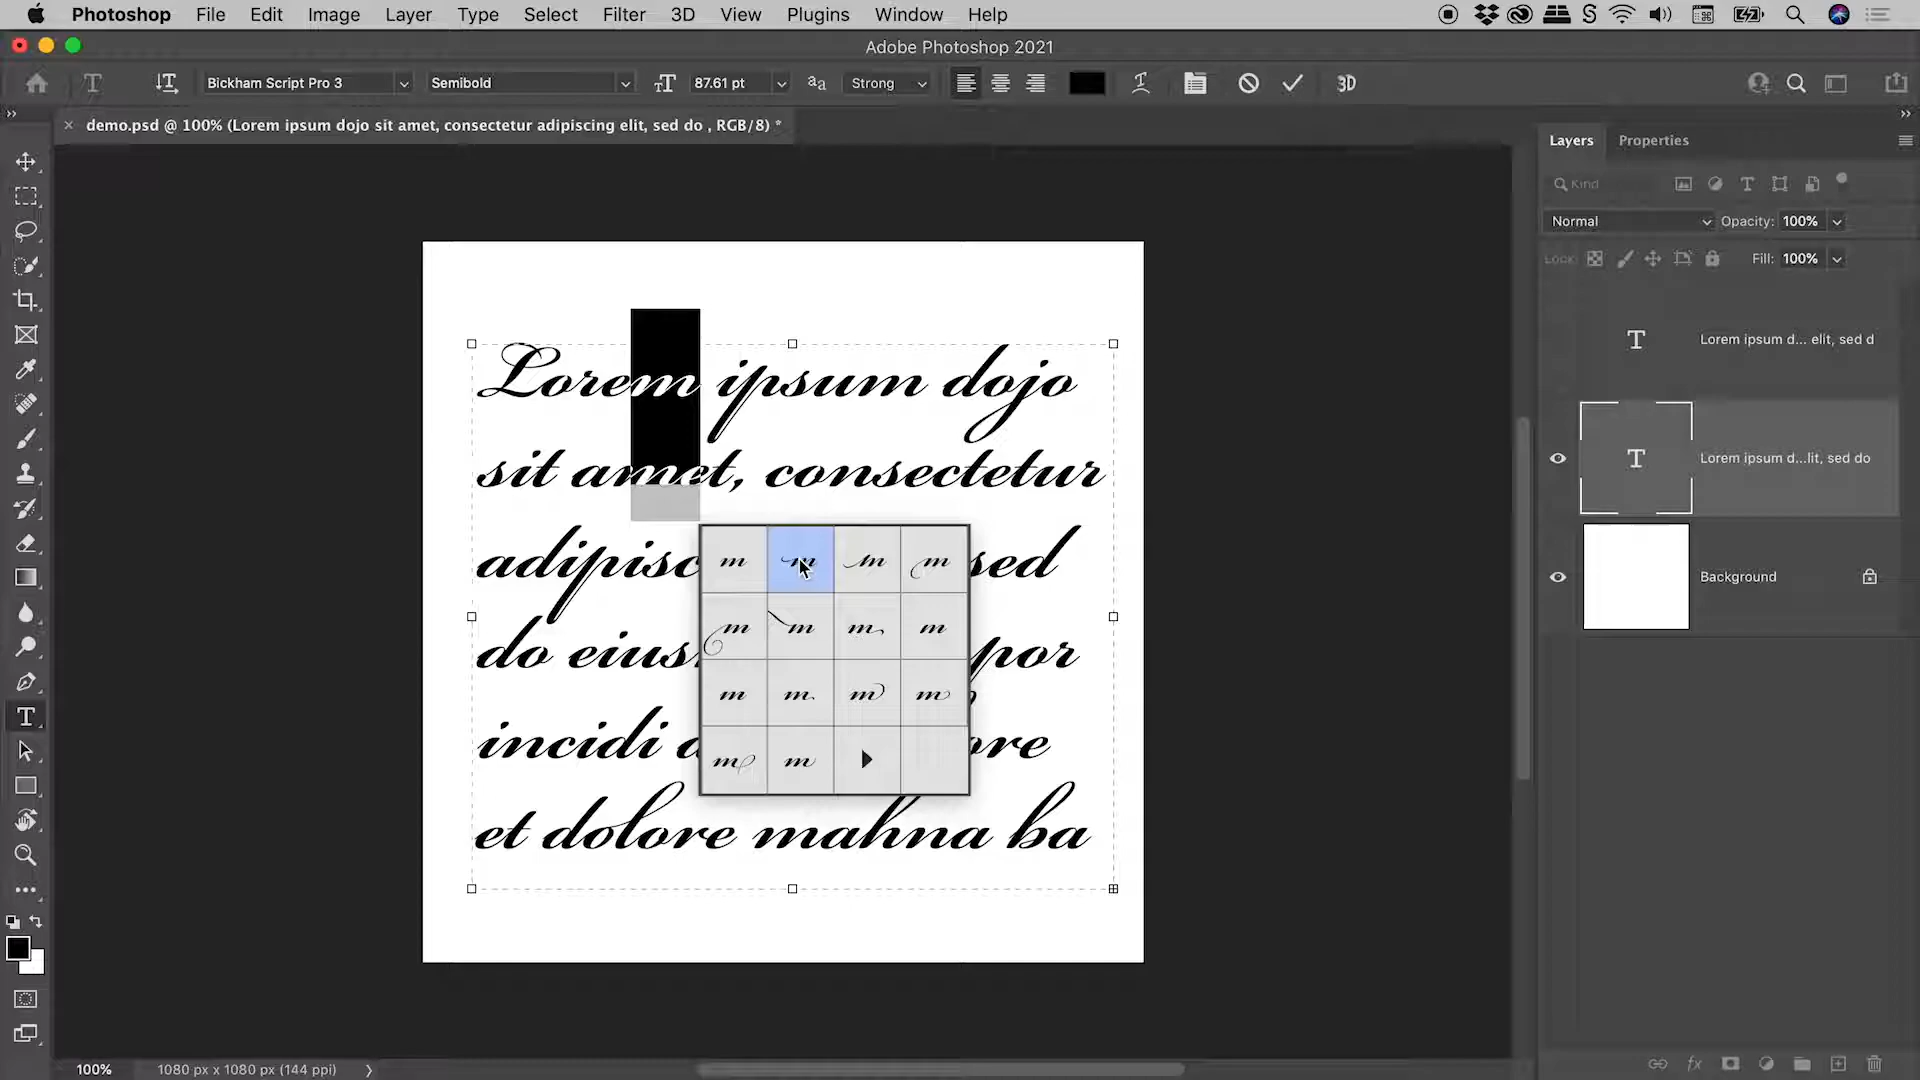 Photoshop File Edit Image Layer Type Select Filter 3D View Plugins Window Help
Adobe Photoshop 2021
Bickham Script Pro 3 Semibold 87.61 pt Strong 3D
demo.psd @ 100% (Lorem ipsum dojo sit amet, consectetur adipiscing elit, sed do , RGB/8) *
Layers Properties
Kind
Normal Opacity: 100%
Lock: Fill: 100%
Lorem ipsum d... elit, sed d
Lorem ipsum d...lit, sed do
Background
Lorem ipsum dojo
sit amet, consectetur
adipisc sed
do eius por
incidi ore
et dolore mahna ba
m m m m
m m m m
m m m m
m m
100% 1080 px x 1080 px (144 ppi)